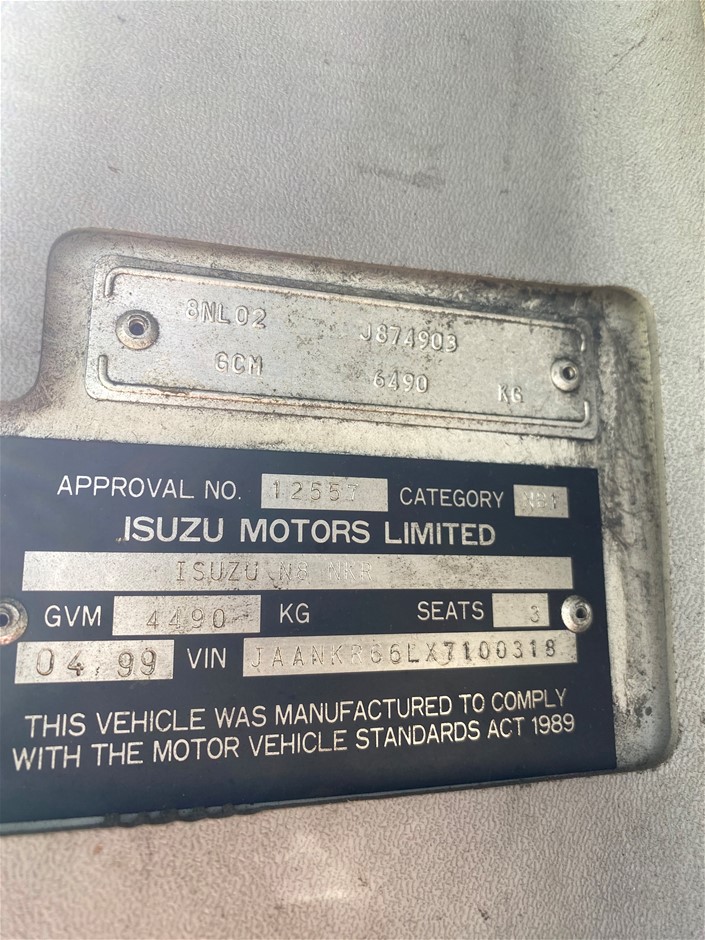 8NL02 J874903
GCM 6490 KG
APPROVAL NO. 12557 CATEGORY
ISUZU MOTORS LIMITED
ISUZU NKR
GVM 4490 KG SEATS 3
04.99 VIN JAANKR66LX7100318
THIS VEHICLE WAS MANUFACTURED TO COMPLY
WITH THE MOTOR VEHICLE STANDARDS ACT 1989